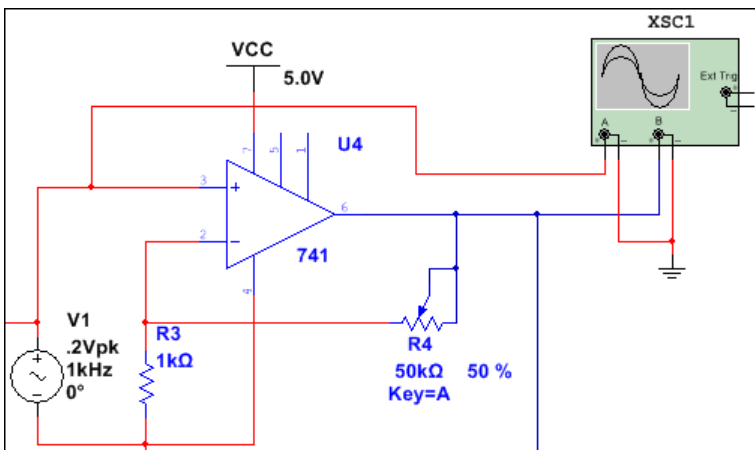 XSC1
VCC
5.0V
Ext Trig
+
A
B
+ − + −
U4
7
5
1
3
+
6
2
−
741
4
V1
.2Vpk
1kHz
0°
+
−
R3
1kΩ
R4
50kΩ 50 %
Key=A